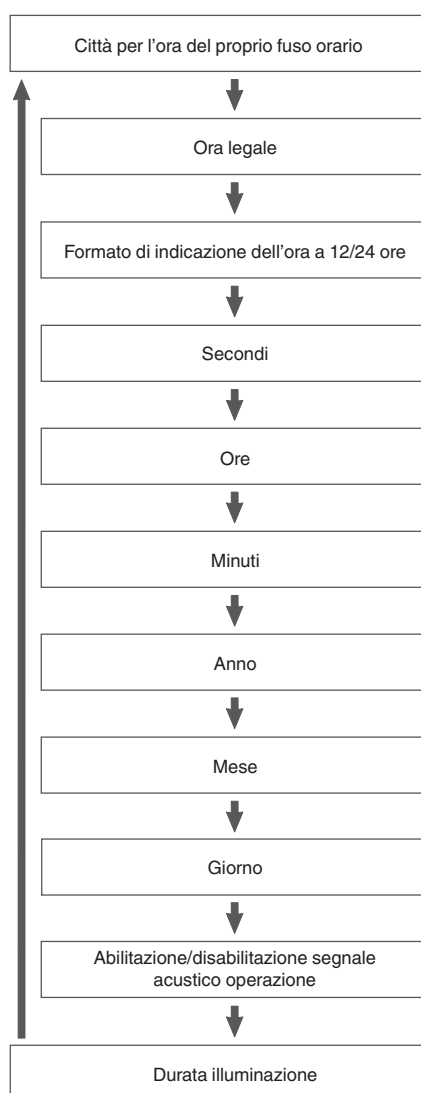 Città per l'ora del proprio fuso orario
Ora legale
Formato di indicazione dell'ora a 12/24 ore
Secondi
Ore
Minuti
Anno
Mese
Giorno
Abilitazione/disabilitazione segnale
acustico operazione
Durata illuminazione